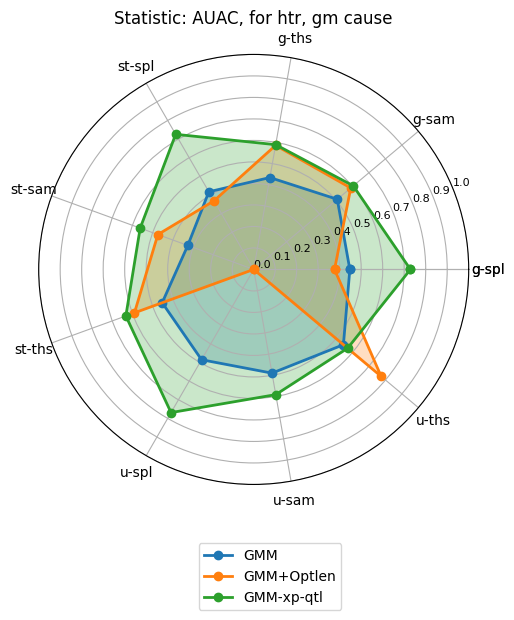 Statistic: AUAC, for htr, gm cause
g-ths
st-spl
g-sam
st-sam
1.0
0.9
0.8
0.7
0.6
0.5
0.4
0.3
0.2
0.1
0.0
g-spl
st-ths
u-ths
u-spl
u-sam
GMM
GMM+Optlen
GMM-xp-qtl